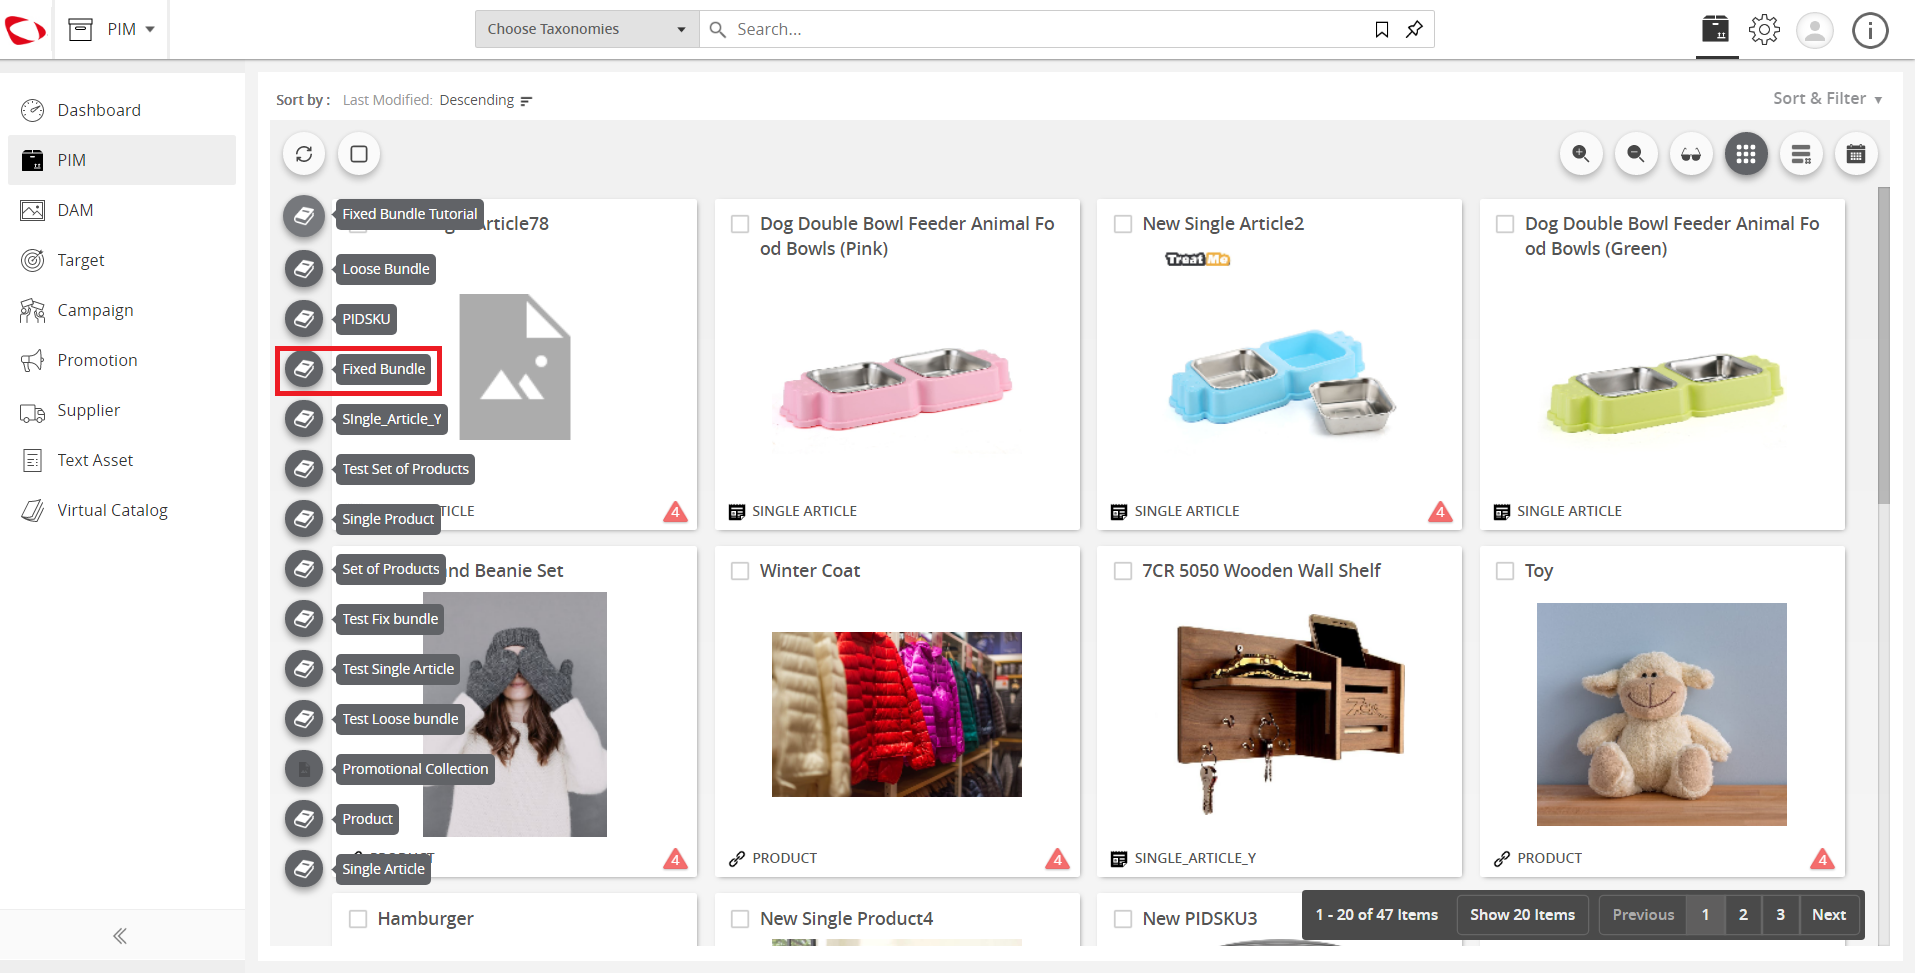 PIM
Choose Taxonomies
Search...
Dashboard
PIM
DAM
Target
Campaign
Promotion
Supplier
Text Asset
Virtual Catalog
Sort by : Last Modified: Descending
Sort & Filter
Fixed Bundle Tutorial
Loose Bundle
PIDSKU
Fixed Bundle
SIngle_Article_Y
Test Set of Products
Single Product
Set of Products
Test Fix bundle
Test Single Article
Test Loose bundle
Promotional Collection
Product
Single Article
Article78
TICLE
4
Dog Double Bowl Feeder Animal Fo
od Bowls (Pink)
SINGLE ARTICLE
New Single Article2
Treat Me
SINGLE ARTICLE
4
Dog Double Bowl Feeder Animal Fo
od Bowls (Green)
SINGLE ARTICLE
nd Beanie Set
PRODUCT
4
Winter Coat
PRODUCT
4
7CR 5050 Wooden Wall Shelf
SINGLE_ARTICLE_Y
Toy
PRODUCT
4
Hamburger
New Single Product4
New PIDSKU3
1 - 20 of 47 Items
Show 20 Items
Previous 1 2 3 Next